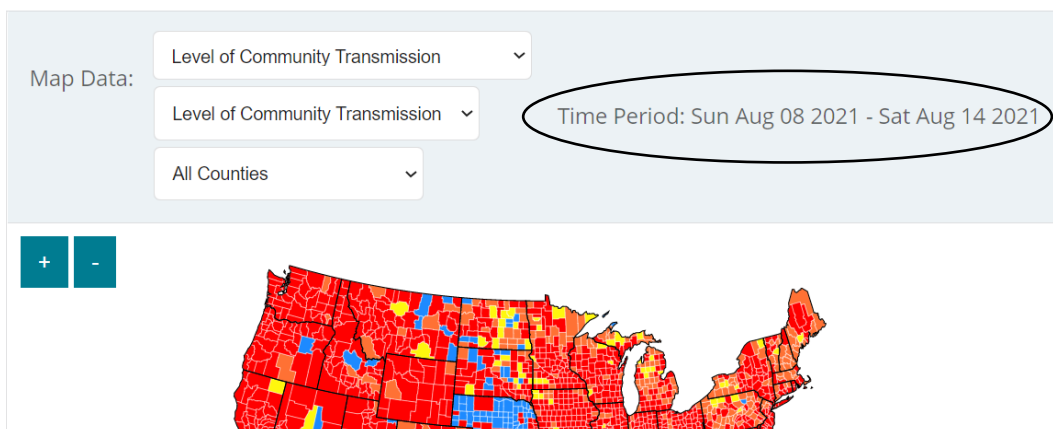 Map Data:
Level of Community Transmission
Level of Community Transmission
All Counties
Time Period: Sun Aug 08 2021 - Sat Aug 14 2021
+
-